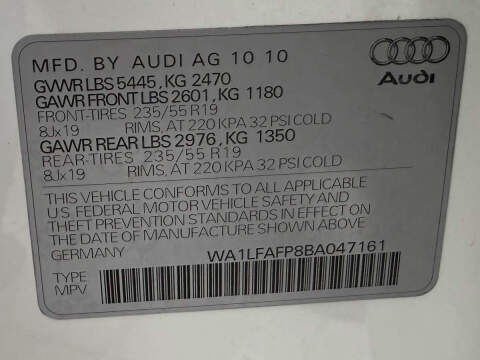 MFD. BY AUDI AG 10 10
GVWR LBS 5445, KG 2470
GAWR FRONT LBS 2601, KG 1180
FRONT-TIRES 235/55 R19
8Jx19 RIMS, AT 220 KPA 32 PSI COLD
GAWR REAR LBS 2976, KG 1350
REAR-TIRES 235/55 R19
8Jx19 RIMS, AT 220 KPA 32 PSI COLD
Audi
THIS VEHICLE CONFORMS TO ALL APPLICABLE
U.S. FEDERAL MOTOR VEHICLE SAFETY AND
THEFT PREVENTION STANDARDS IN EFFECT ON
THE DATE OF MANUFACTURE SHOWN ABOVE
GERMANY WA1LFAFP8BA047161
TYPE
MPV